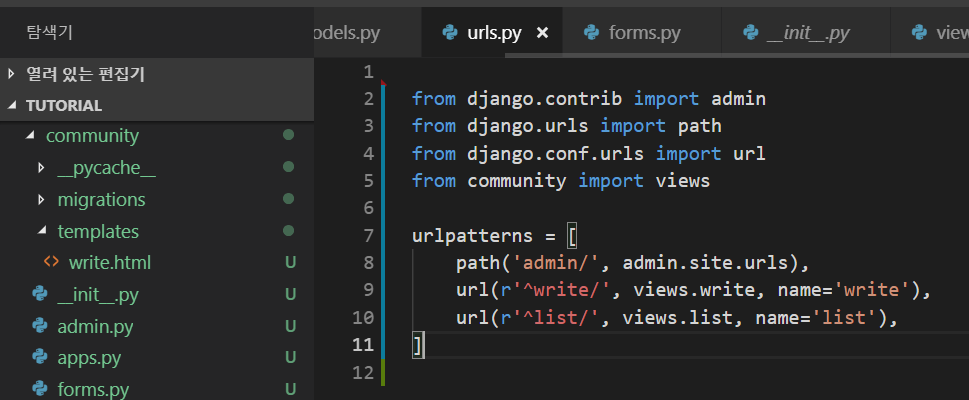 탐색기
odels.py urls.py × forms.py __init__.py view
열려 있는 편집기
TUTORIAL
community
__pycache__
migrations
templates
write.html U
__init__.py U
admin.py U
apps.py U
forms.py U
1
2 from django.contrib import admin
3 from django.urls import path
4 from django.conf.urls import url
5 from community import views
6
7 urlpatterns = [
8 path('admin/', admin.site.urls),
9 url(r'^write/', views.write, name='write'),
10 url(r'^list/', views.list, name='list'),
11 ]
12